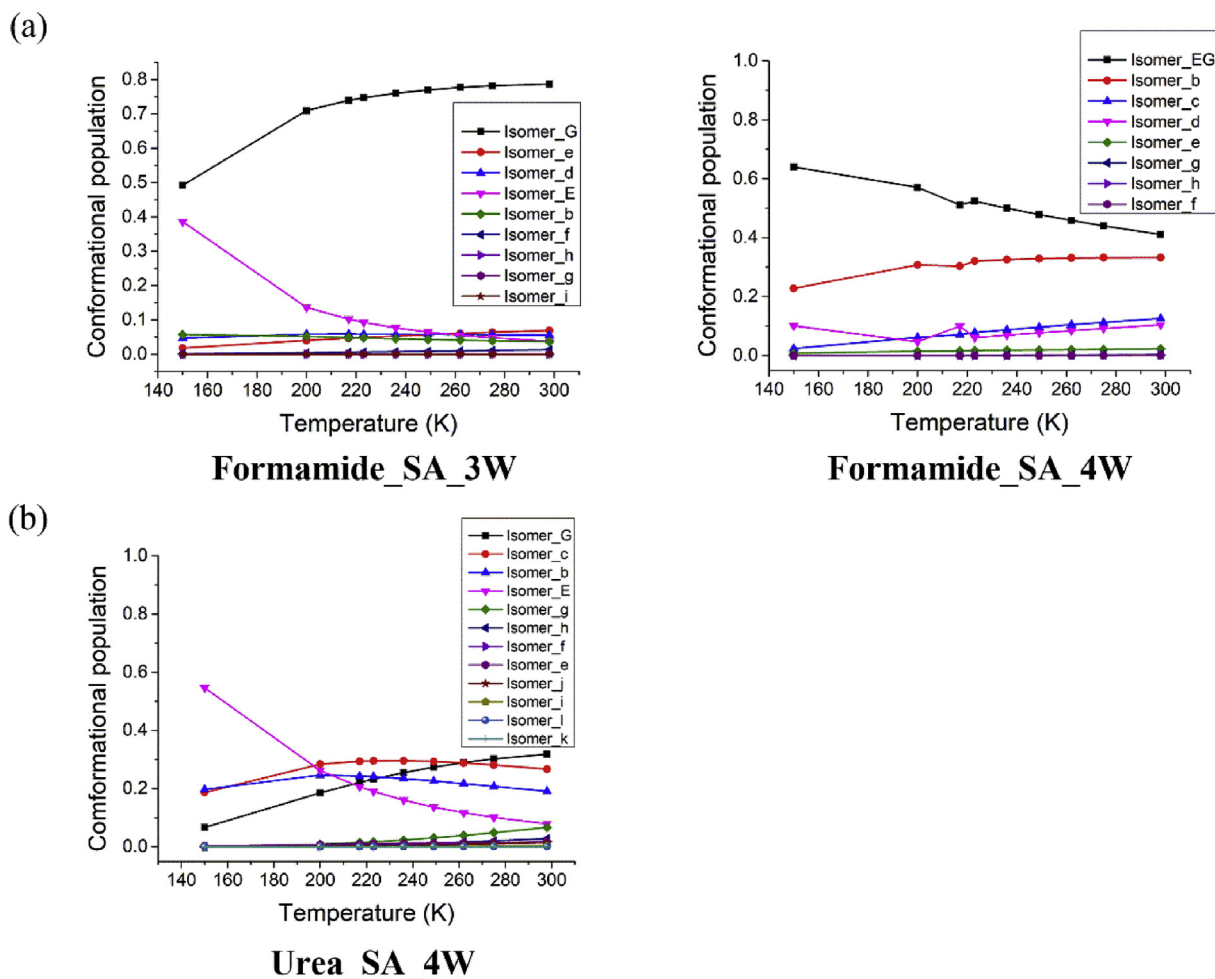 (a)
Conformational population
0.8
0.7
0.6
0.5
0.4
0.3
0.2
0.1
0.0
Isomer_G
Isomer_e
Isomer_d
Isomer_E
Isomer_b
Isomer_f
Isomer_h
Isomer_g
Isomer_i
140 160 180 200 220 240 260 280 300
Temperature (K)
Formamide_SA_3W
Conformational population
1.0
0.8
0.6
0.4
0.2
0.0
Isomer_EG
Isomer_b
Isomer_c
Isomer_d
Isomer_e
Isomer_g
Isomer_h
Isomer_f
140 160 180 200 220 240 260 280 300
Temperature (K)
Formamide_SA_4W
(b)
Comformational population
1.0
0.8
0.6
0.4
0.2
0.0
Isomer_G
Isomer_c
Isomer_b
Isomer_E
Isomer_g
Isomer_h
Isomer_f
Isomer_e
Isomer_j
Isomer_i
Isomer_l
Isomer_k
140 160 180 200 220 240 260 280 300
Temperature (K)
Urea_SA_4W